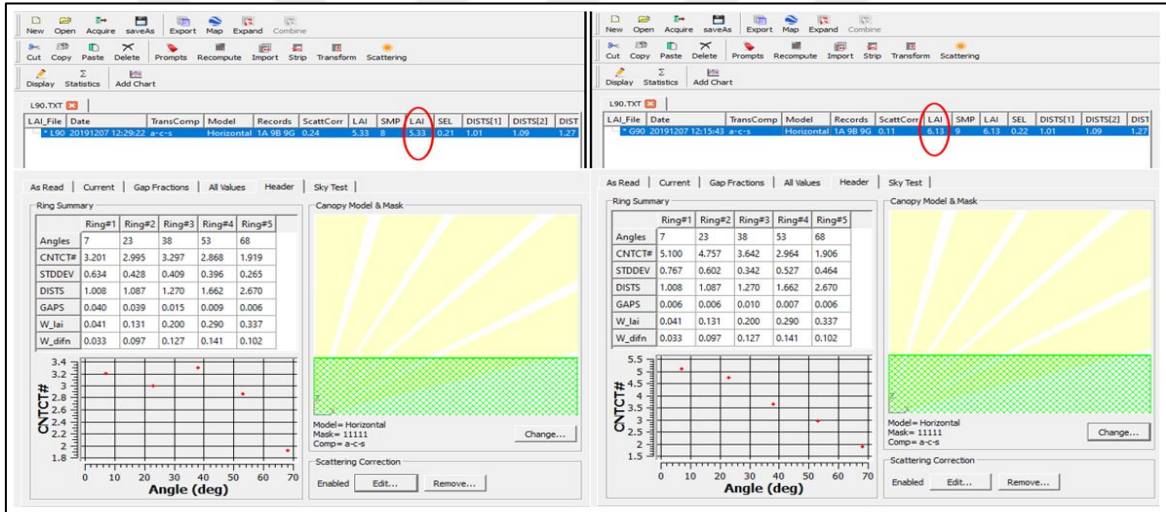 New Open Acquire saveAs Export Map Expand Combine
Cut Copy Paste Delete Prompts Recompute Import Strip Transform Scattering
Display Statistics Add Chart
L90.TXT
LAI_File Date TransComp Model Records ScattCorr LAI SMP LAI SEL DISTS[1] DISTS[2] DIST
* L90 20191207 12:29:22 a-c-s Horizontal 1A 9B 9G 0.24 5.33 8 5.33 0.21 1.01 1.09 1.27
As Read Current Gap Fractions All Values Header Sky Test
Ring Summary
Ring#1 Ring#2 Ring#3 Ring#4 Ring#5
Angles 7 23 38 53 68
CNTCT# 3.201 2.995 3.297 2.868 1.919
STDDEV 0.634 0.428 0.409 0.396 0.265
DISTS 1.008 1.087 1.270 1.662 2.670
GAPS 0.040 0.039 0.015 0.009 0.006
W_lai 0.041 0.131 0.200 0.290 0.337
W_difn 0.033 0.097 0.127 0.141 0.102
3.4
3.2
3
2.8
2.6
2.4
2.2
2
1.8
CNTCT#
0 10 20 30 40 50 60 70
Angle (deg)
Canopy Model & Mask
Model= Horizontal
Mask= 11111
Comp= a-c-s
Change...
Scattering Correction
Enabled Edit... Remove...
New Open Acquire saveAs Export Map Expand Combine
Cut Copy Paste Delete Prompts Recompute Import Strip Transform Scattering
Display Statistics Add Chart
L90.TXT
LAI_File Date TransComp Model Records ScattCorr LAI SMP LAI SEL DISTS[1] DISTS[2] DIST
* G90 20191207 12:15:43 a-c-s Horizontal 1A 9B 9G 0.11 6.13 9 6.13 0.22 1.01 1.09 1.27
As Read Current Gap Fractions All Values Header Sky Test
Ring Summary
Ring#1 Ring#2 Ring#3 Ring#4 Ring#5
Angles 7 23 38 53 68
CNTCT# 5.100 4.757 3.642 2.964 1.906
STDDEV 0.767 0.602 0.342 0.527 0.464
DISTS 1.008 1.087 1.270 1.662 2.670
GAPS 0.006 0.006 0.010 0.007 0.006
W_lai 0.041 0.131 0.200 0.290 0.337
W_difn 0.033 0.097 0.127 0.141 0.102
5.5
5
4.5
4
3.5
3
2.5
2
1.5
CNTCT#
0 10 20 30 40 50 60 70
Angle (deg)
Canopy Model & Mask
Model= Horizontal
Mask= 11111
Comp= a-c-s
Change...
Scattering Correction
Enabled Edit... Remove...